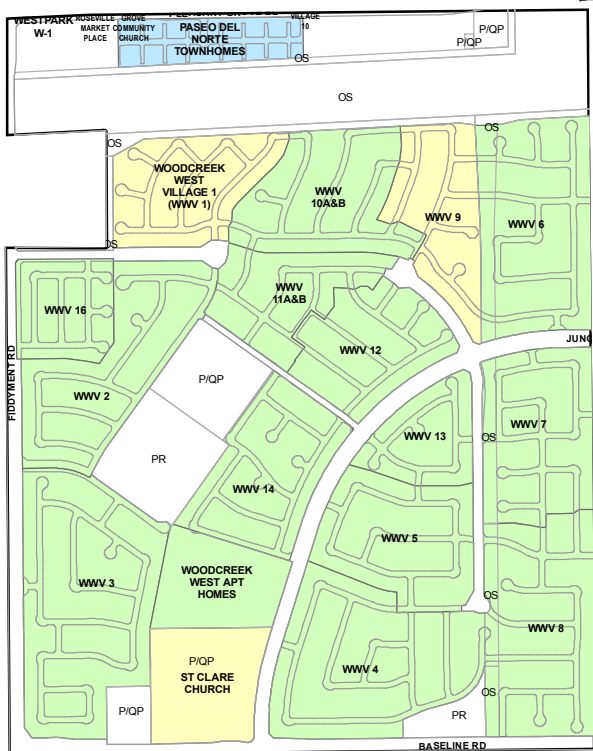 PLEASANT GROVE BL
WESTPARK
W-1
ROSEVILLE
MARKET
PLACE
GROVE
COMMUNITY
CHURCH
PASEO DEL
NORTE
TOWNHOMES
VILLAGE
10
P/QP
P/QP
OS
OS
OS
OS
WOODCREEK
WEST
VILLAGE 1
(WWV 1)
WWV
10A&B
WWV 9
WWV 6
OS
WWV
11A&B
WWV 16
WWV 12
JUNC
FIDDYMENT RD
P/QP
WWV 2
WWV 7
WWV 13
OS
PR
WWV 14
WWV 5
WWV 3
WOODCREEK
WEST APT
HOMES
OS
WWV 8
P/QP
ST CLARE
CHURCH
WWV 4
OS
P/QP
PR
BASELINE RD